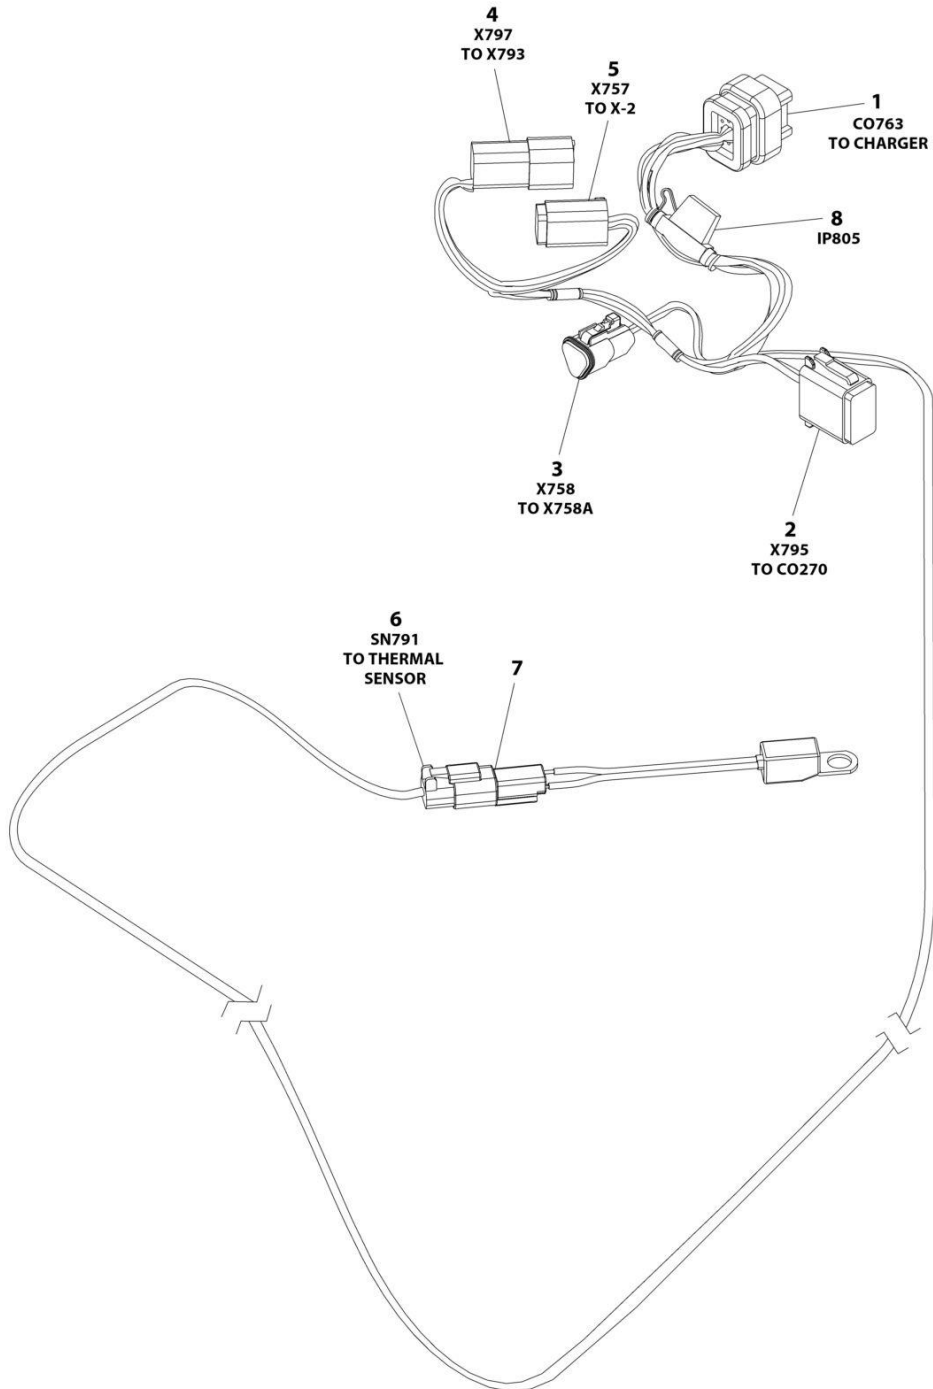 4
X797
TO X793
5
X757
TO X-2
1
CO763
TO CHARGER
8
IP805
3
X758
TO X758A
2
X795
TO CO270
6
SN791
TO THERMAL
SENSOR
7